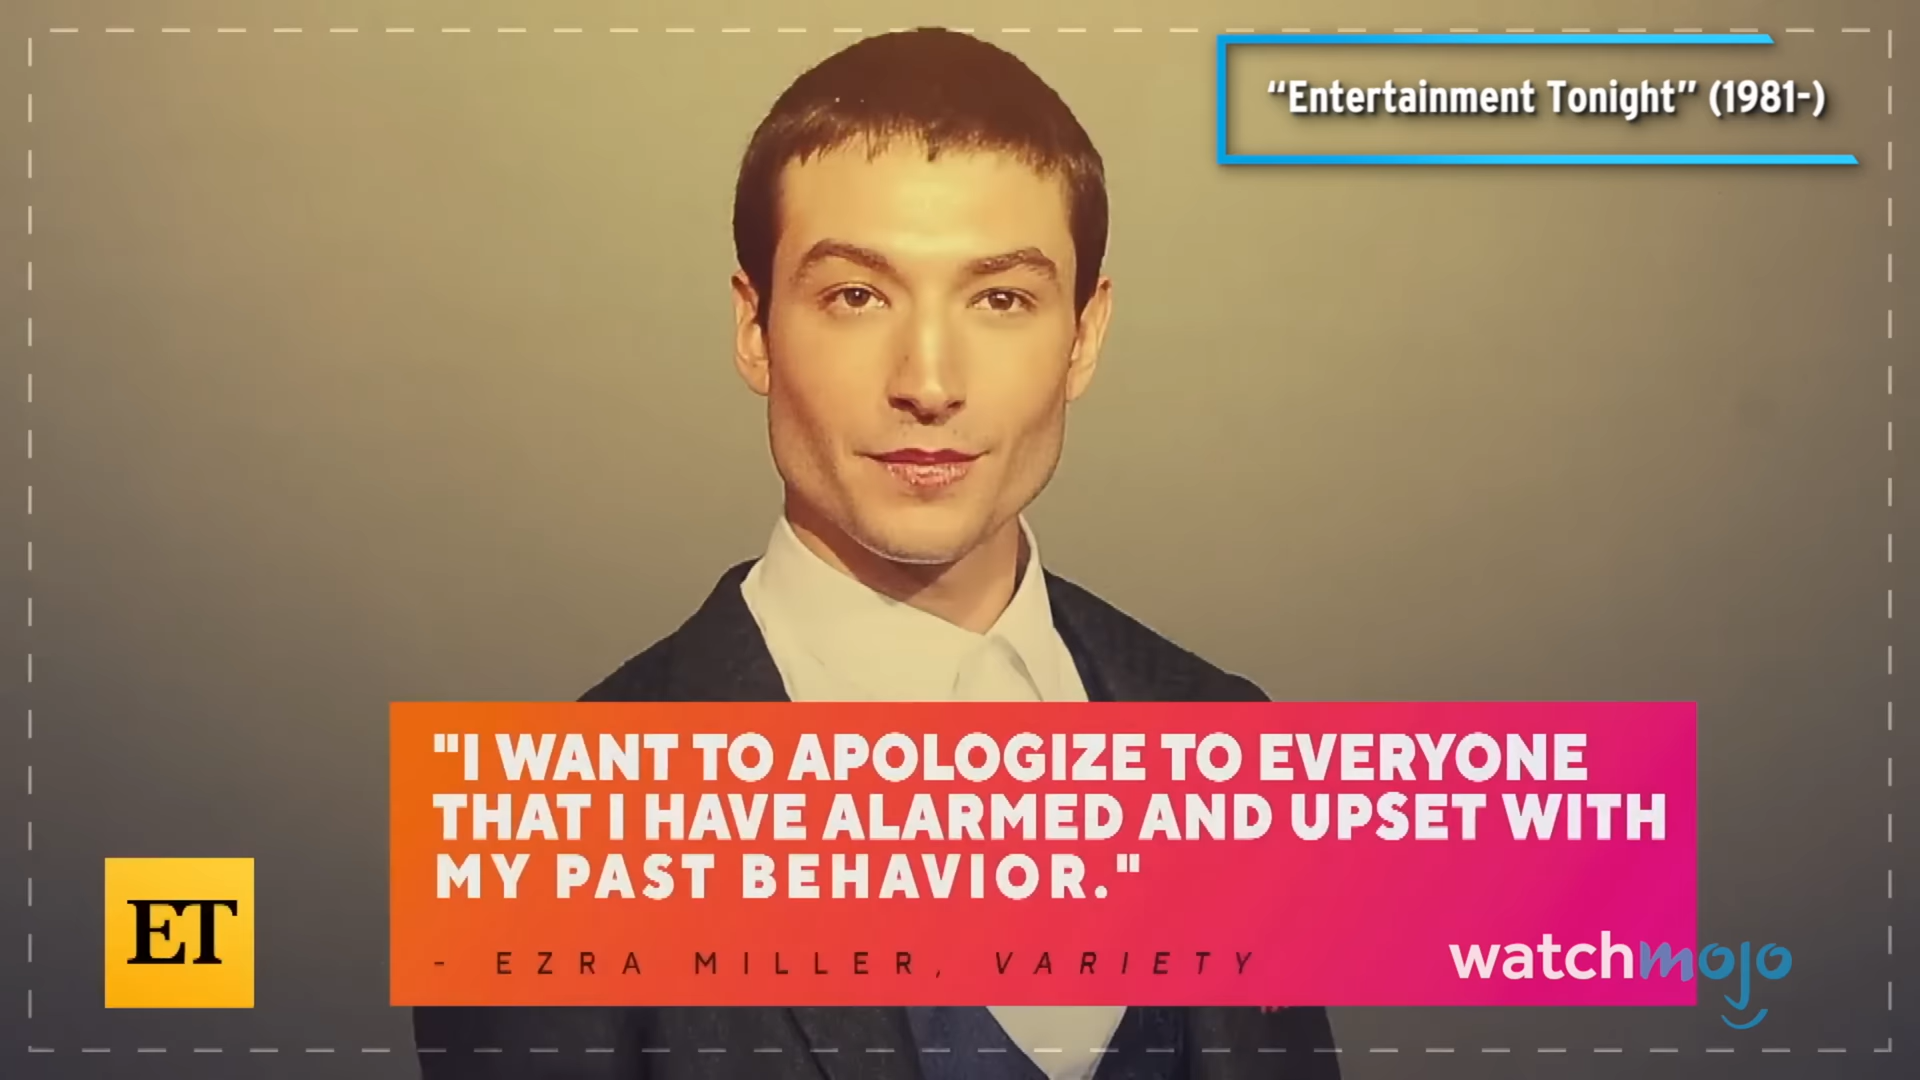 “Entertainment Tonight” (1981-)
"I WANT TO APOLOGIZE TO EVERYONE
THAT I HAVE ALARMED AND UPSET WITH
MY PAST BEHAVIOR."
- EZRA MILLER, VARIETY
ET
watchmojo